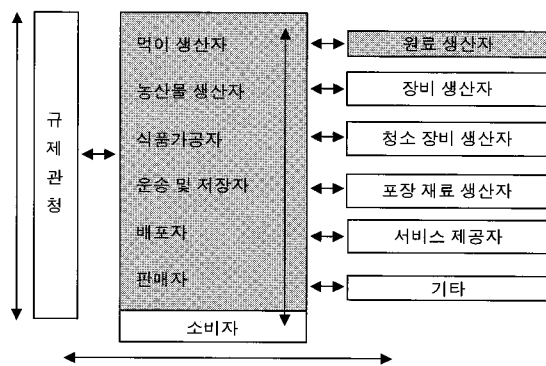 규제관청
먹이 생산자
농산물 생산자
식품가공자
운송 및 저장자
배포자
판매자
소비자
원료 생산자
장비 생산자
청소 장비 생산자
포장 재료 생산자
서비스 제공자
기타